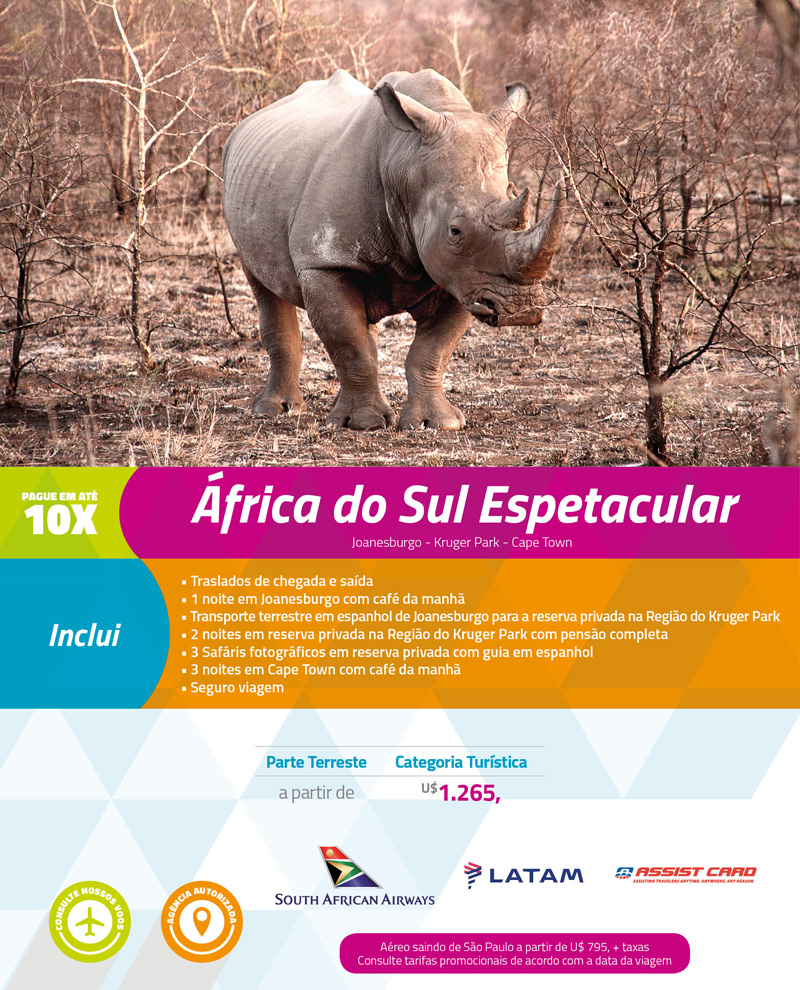 PAGUE EM ATÉ
10X
África do Sul Espetacular
Joanesburgo - Kruger Park - Cape Town
Inclui
• Traslados de chegada e saída
• 1 noite em Joanesburgo com café da manhã
• Transporte terrestre em espanhol de Joanesburgo para a reserva privada na Região do Kruger Park
• 2 noites em reserva privada na Região do Kruger Park com pensão completa
• 3 Safáris fotográficos em reserva privada com guia em espanhol
• 3 noites em Cape Town com café da manhã
• Seguro viagem
Parte Terreste Categoria Turística
a partir de U$1.265,
CONSULTE NOSSOS VOOS
AGÊNCIA AUTORIZADA
SOUTH AFRICAN AIRWAYS
LATAM
ASSIST CARD
ASSISTING TRAVELERS ANYTIME, ANYWHERE, ANY REASON
Aéreo saindo de São Paulo a partir de U$ 795, + taxas
Consulte tarifas promocionais de acordo com a data da viagem